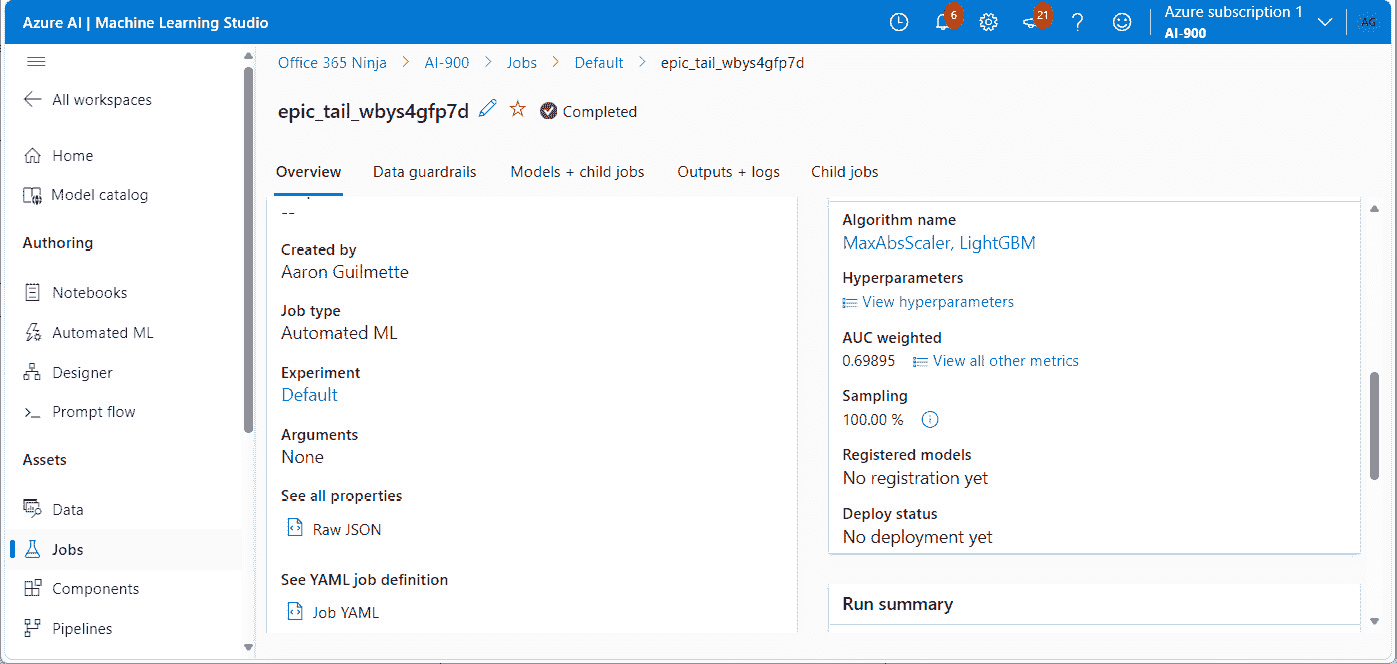 Azure AI | Machine Learning Studio
6
21
Azure subscription 1
AI-900
AG
All workspaces
Home
Model catalog
Authoring
Notebooks
Automated ML
Designer
Prompt flow
Assets
Data
Jobs
Components
Pipelines
Office 365 Ninja > AI-900 > Jobs > Default > epic_tail_wbys4gfp7d
epic_tail_wbys4gfp7d Completed
Overview Data guardrails Models + child jobs Outputs + logs Child jobs
--
Created by
Aaron Guilmette
Job type
Automated ML
Experiment
Default
Arguments
None
See all properties
Raw JSON
See YAML job definition
Job YAML
Algorithm name
MaxAbsScaler, LightGBM
Hyperparameters
View hyperparameters
AUC weighted
0.69895 View all other metrics
Sampling
100.00 %
Registered models
No registration yet
Deploy status
No deployment yet
Run summary